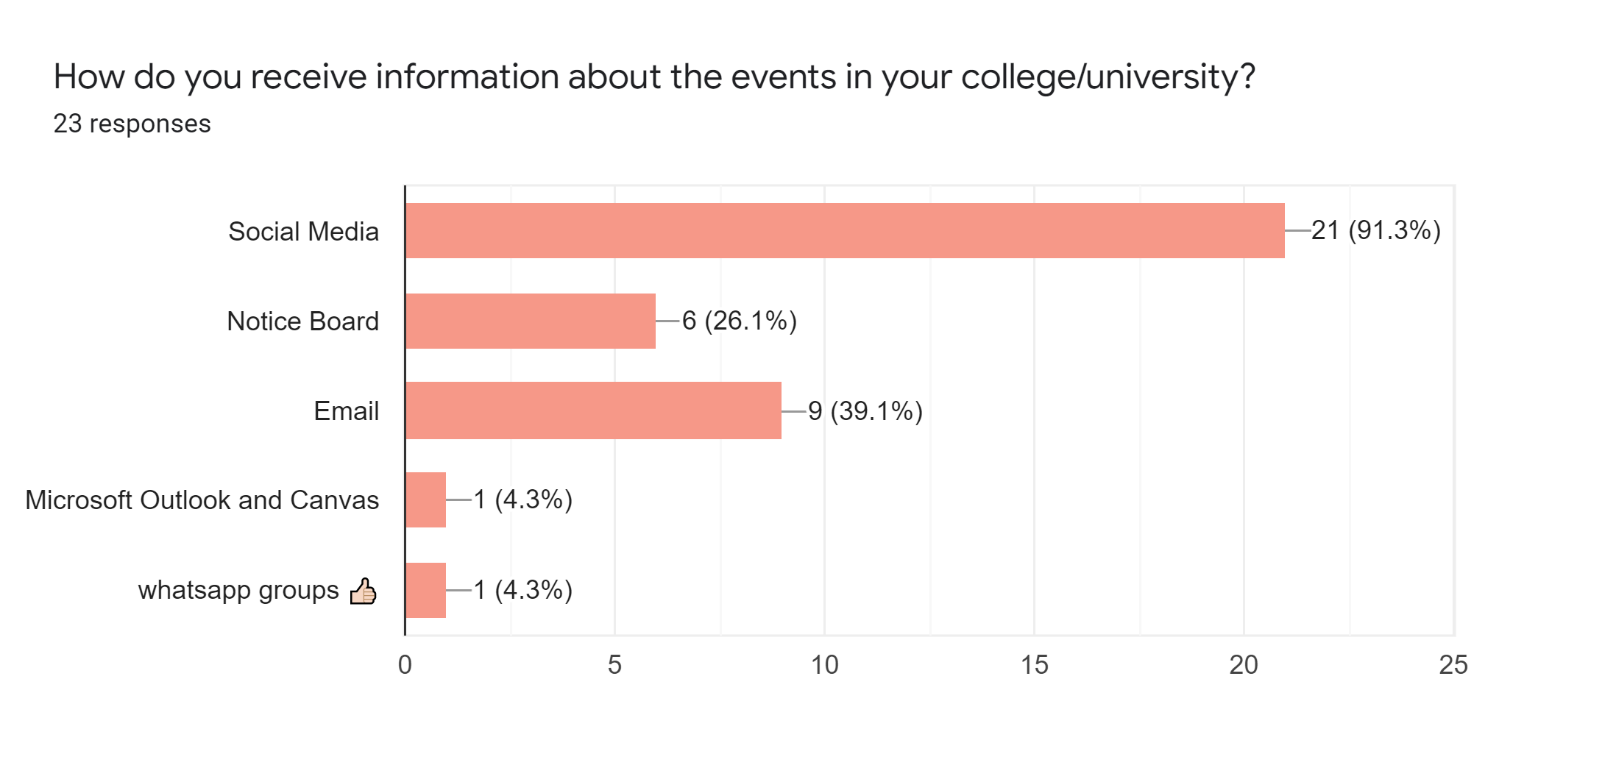 How do you receive information about the events in your college/university?
23 responses
Social Media
21 (91.3%)
Notice Board
6 (26.1%)
Email
9 (39.1%)
Microsoft Outlook and Canvas
1 (4.3%)
whatsapp groups 👍🏻
1 (4.3%)
0 5 10 15 20 25